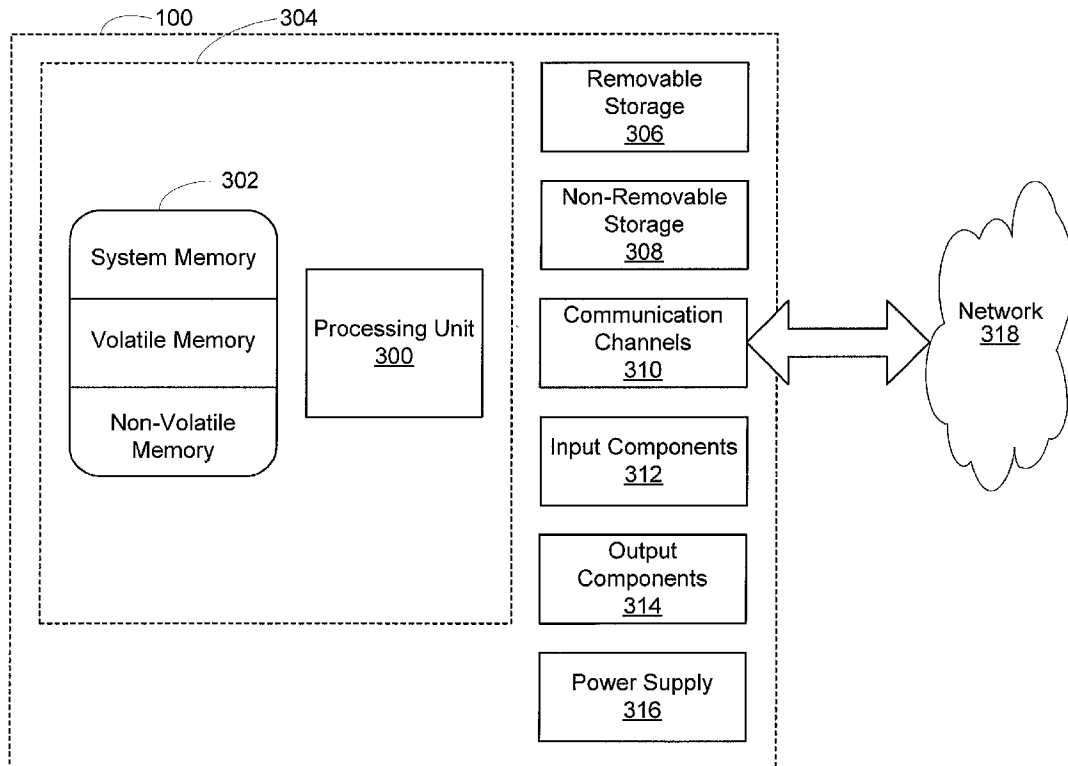 100
304
302
System Memory
Volatile Memory
Non-Volatile
Memory
Processing Unit
300
Removable
Storage
306
Non-Removable
Storage
308
Communication
Channels
310
Input Components
312
Output
Components
314
Power Supply
316
Network
318